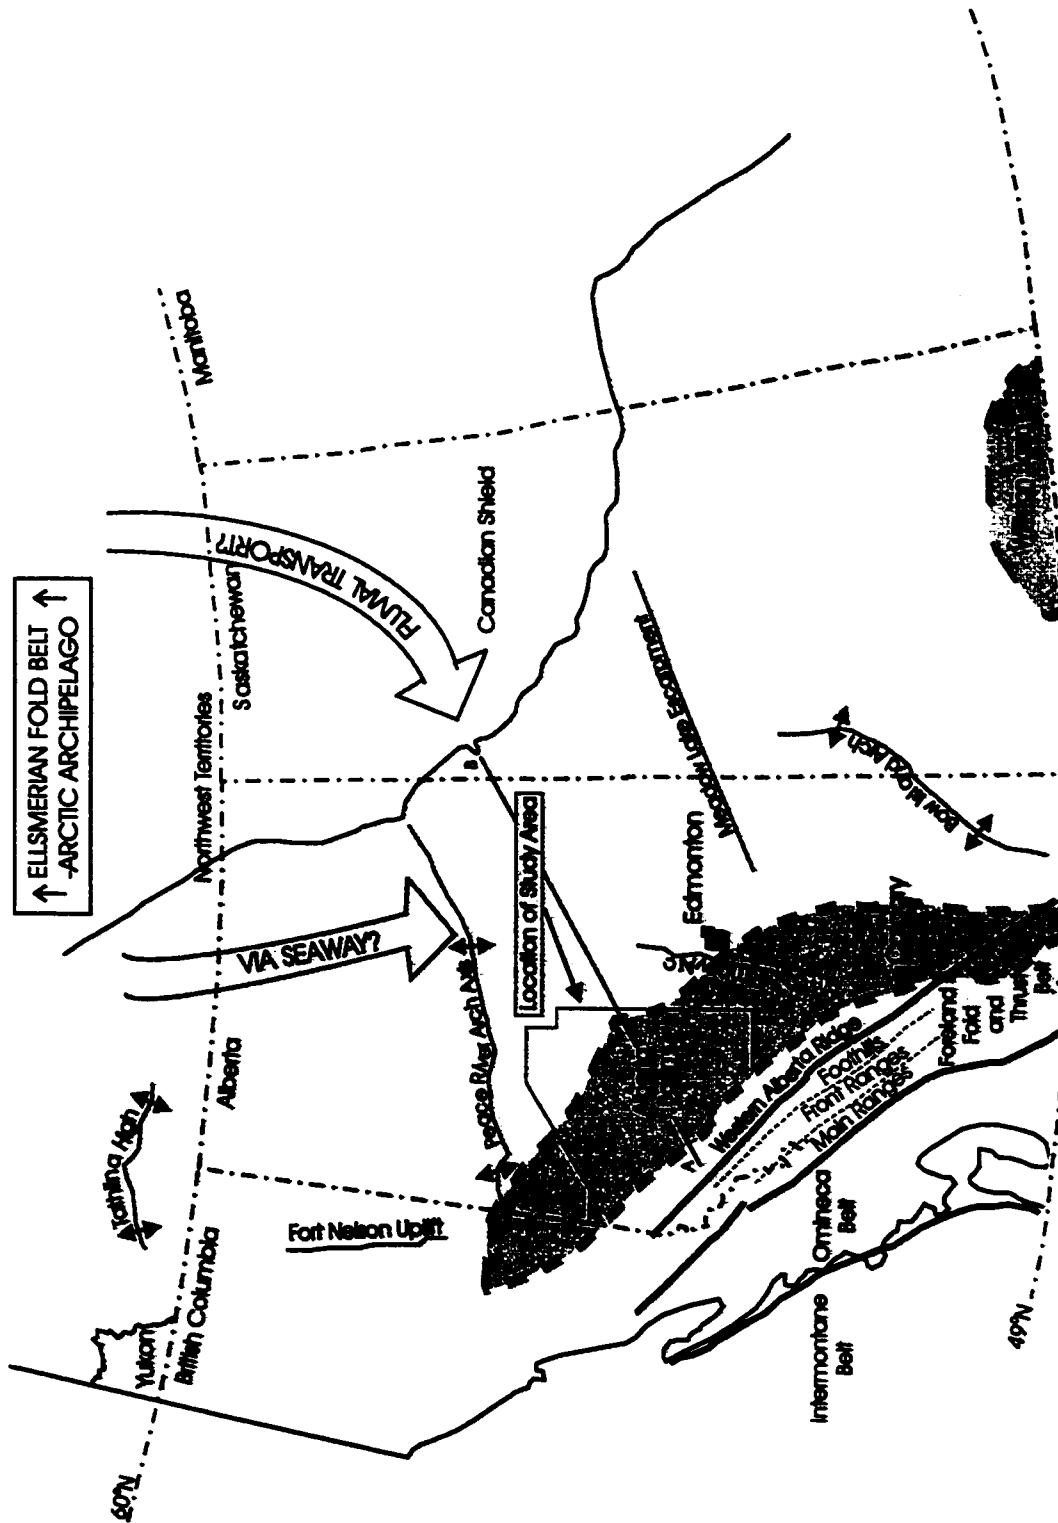 ↑ ELLSMERIAN FOLD BELT ↑
-ARCTIC ARCHIPELAGO
60°N
Yukon
British Columbia
Tathlina High
Alberta
Northwest Territories
Saskatchewan
Manitoba
VIA SEAWAY?
FLUVIAL TRANSPORT?
Fort Nelson Uplift
Peace River Arch Axis
Canadian Shield
B
Location of Study Area
Edmonton
Meadow Lake Escarpment
Bow Island Arch
Western Alberta Ridge
Foothills
Front Ranges
Main Ranges
Foreland
Fold
and
Thrust
Belt
Omineca
Belt
Intermontane
Belt
49°N